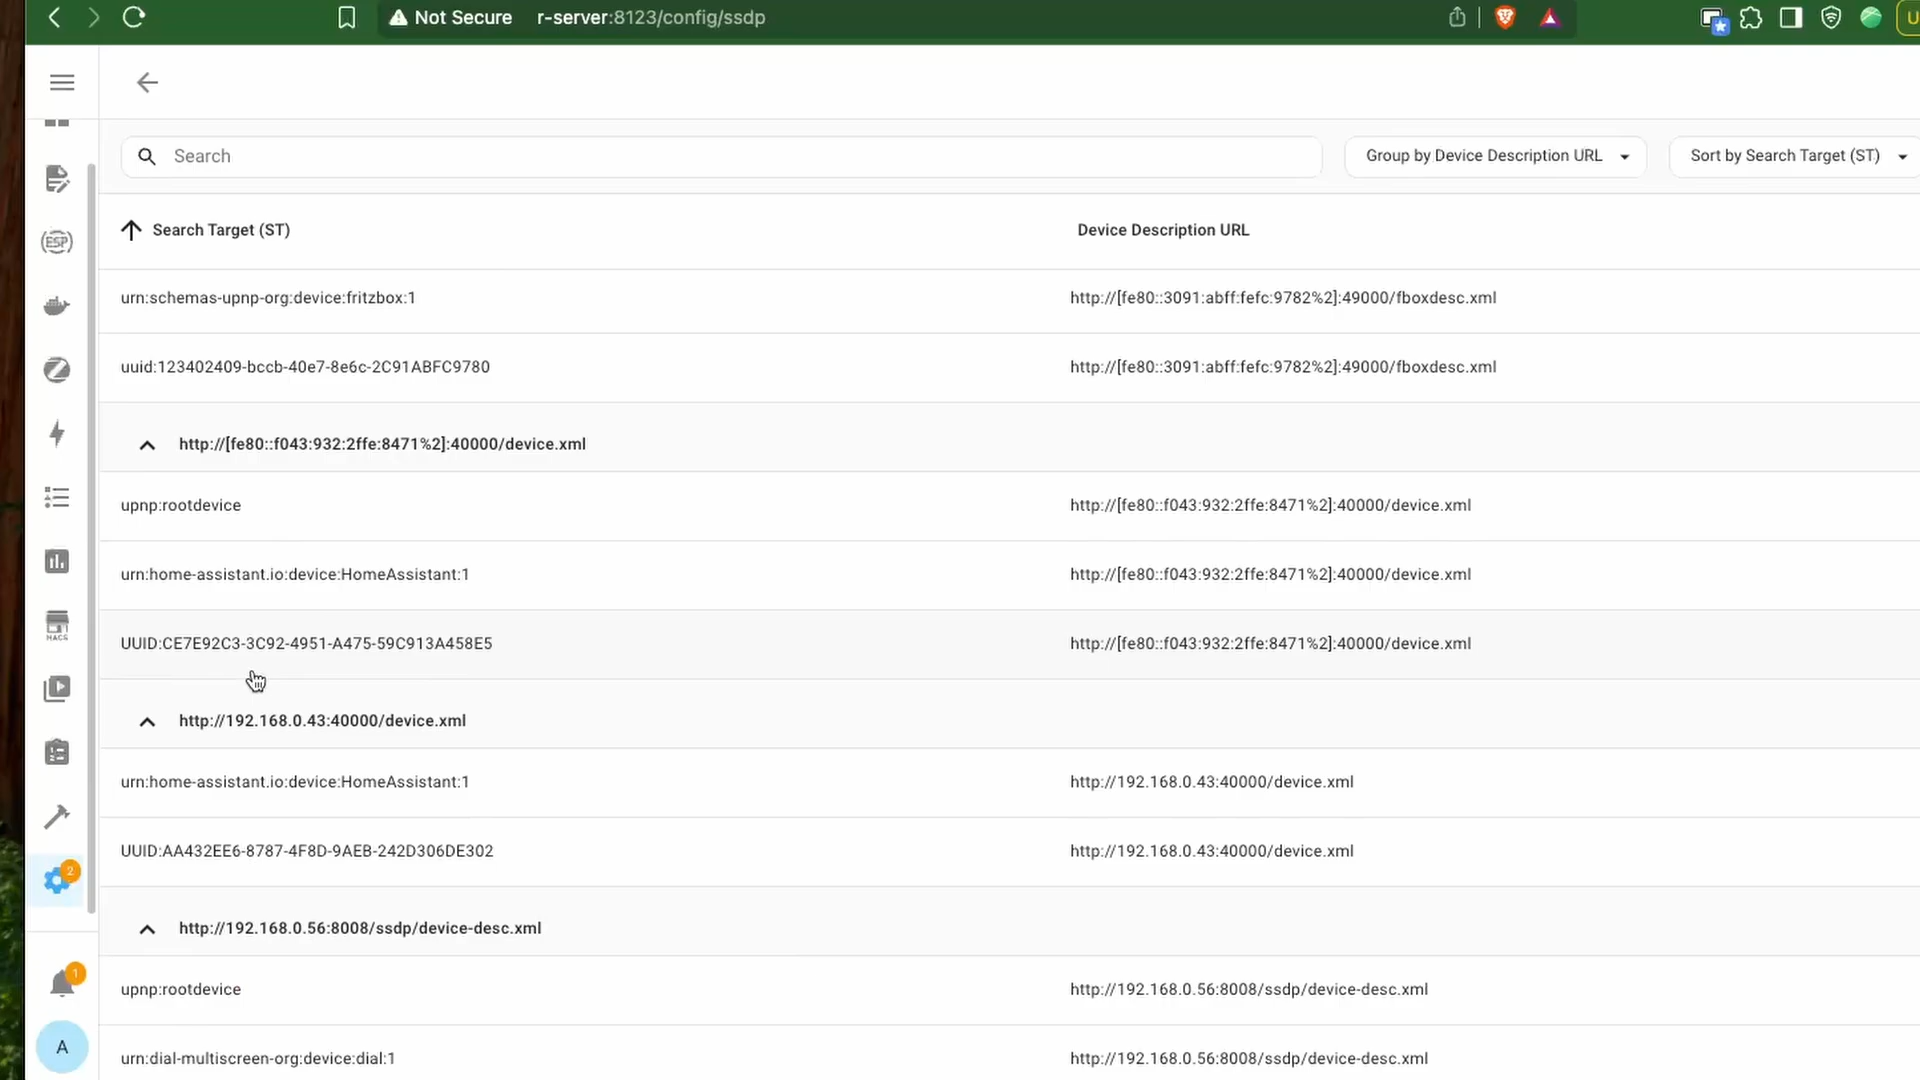 Not Secure r-server:8123/config/ssdp
U
Search
Group by Device Description URL
Sort by Search Target (ST)
Search Target (ST)
Device Description URL
urn:schemas-upnp-org:device:fritzbox:1
http://[fe80::3091:abff:fefc:9782%2]:49000/fboxdesc.xml
uuid:123402409-bccb-40e7-8e6c-2C91ABFC9780
http://[fe80::3091:abff:fefc:9782%2]:49000/fboxdesc.xml
http://[fe80::f043:932:2ffe:8471%2]:40000/device.xml
upnp:rootdevice
http://[fe80::f043:932:2ffe:8471%2]:40000/device.xml
urn:home-assistant.io:device:HomeAssistant:1
http://[fe80::f043:932:2ffe:8471%2]:40000/device.xml
UUID:CE7E92C3-3C92-4951-A475-59C913A458E5
http://[fe80::f043:932:2ffe:8471%2]:40000/device.xml
http://192.168.0.43:40000/device.xml
urn:home-assistant.io:device:HomeAssistant:1
http://192.168.0.43:40000/device.xml
UUID:AA432EE6-8787-4F8D-9AEB-242D306DE302
http://192.168.0.43:40000/device.xml
http://192.168.0.56:8008/ssdp/device-desc.xml
upnp:rootdevice
http://192.168.0.56:8008/ssdp/device-desc.xml
urn:dial-multiscreen-org:device:dial:1
http://192.168.0.56:8008/ssdp/device-desc.xml
ESP
HACS
2
1
A